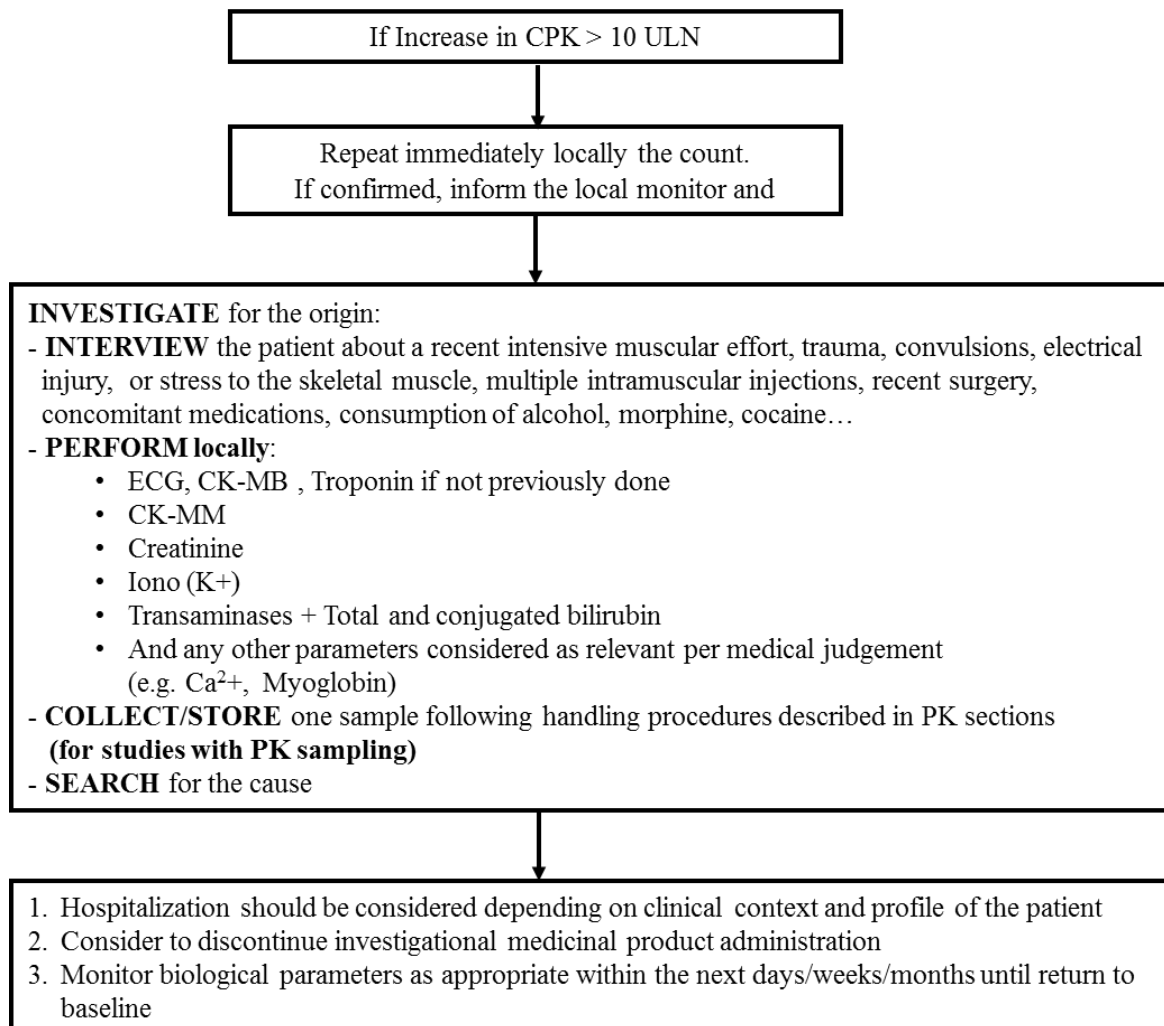 If Increase in CPK > 10 ULN
Repeat immediately locally the count.
If confirmed, inform the local monitor and
INVESTIGATE for the origin:
- INTERVIEW the patient about a recent intensive muscular effort, trauma, convulsions, electrical
injury, or stress to the skeletal muscle, multiple intramuscular injections, recent surgery,
concomitant medications, consumption of alcohol, morphine, cocaine…
- PERFORM locally:
• ECG, CK-MB , Troponin if not previously done
• CK-MM
• Creatinine
• Iono (K+)
• Transaminases + Total and conjugated bilirubin
• And any other parameters considered as relevant per medical judgement
(e.g. Ca²+, Myoglobin)
- COLLECT/STORE one sample following handling procedures described in PK sections
(for studies with PK sampling)
- SEARCH for the cause
1. Hospitalization should be considered depending on clinical context and profile of the patient
2. Consider to discontinue investigational medicinal product administration
3. Monitor biological parameters as appropriate within the next days/weeks/months until return to
baseline